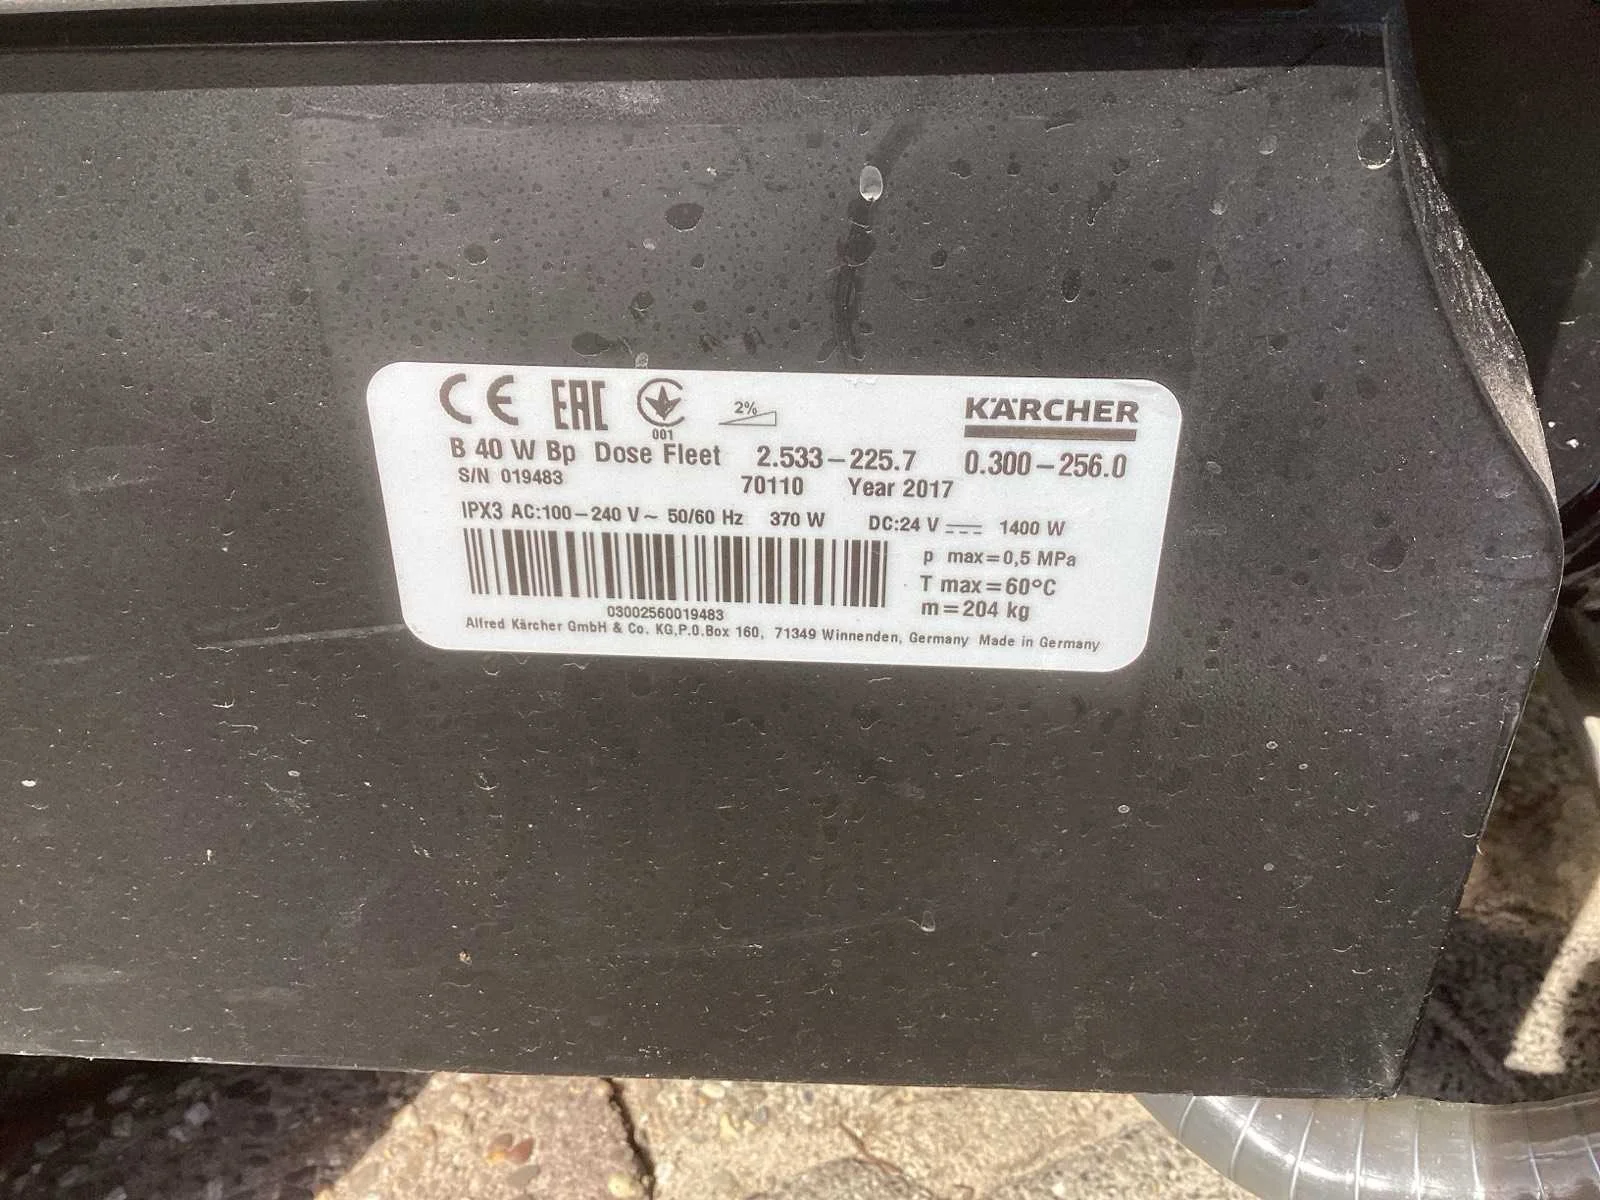 CE EAC 001 2% KÄRCHER
B 40 W Bp Dose Fleet 2.533-225.7 0.300-256.0
S/N 019483 70110 Year 2017
IPX3 AC:100-240 V~ 50/60 Hz 370 W DC:24 V 1400 W
p max=0,5 MPa
T max=60°C
m=204 kg
03002560019483
Alfred Kärcher GmbH & Co. KG,P.O.Box 160, 71349 Winnenden, Germany Made in Germany